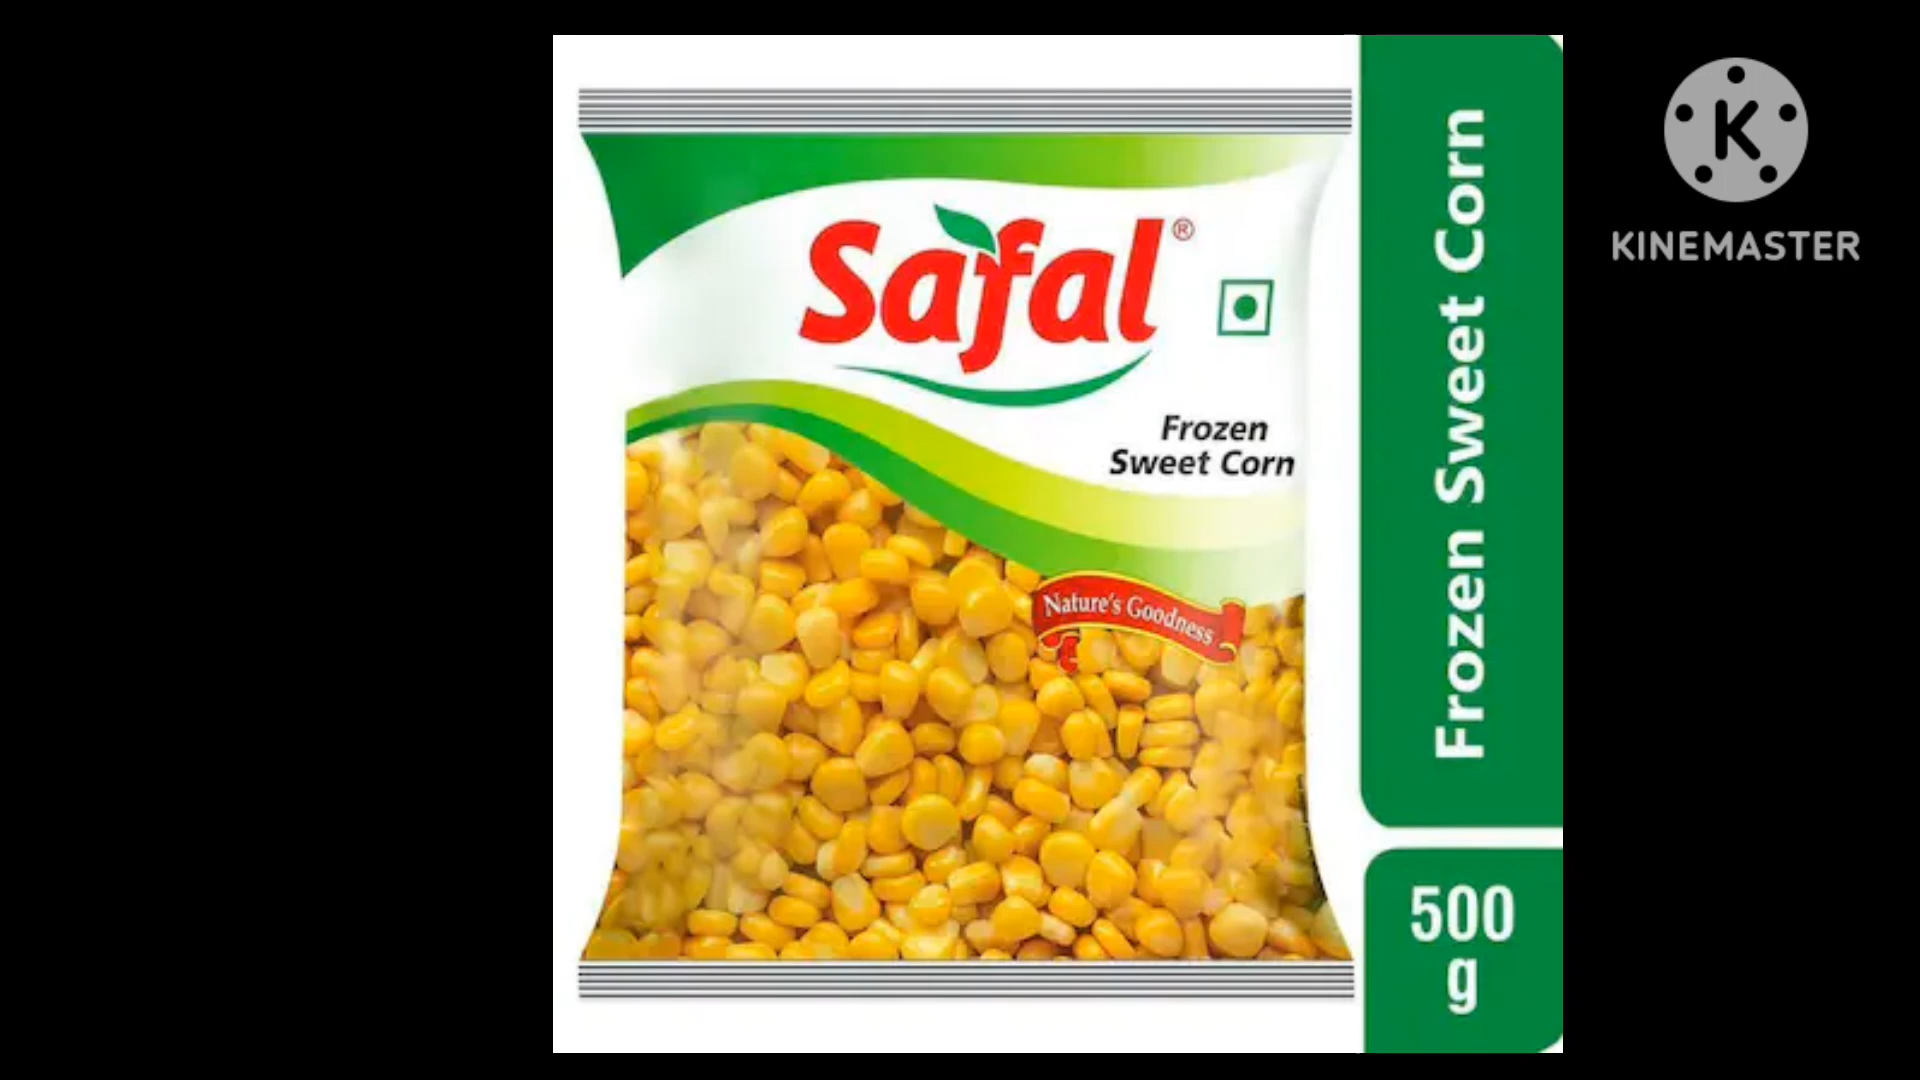 Safal®
Frozen
Sweet Corn
Nature's Goodness
Frozen Sweet Corn
500
g
K
KINEMASTER